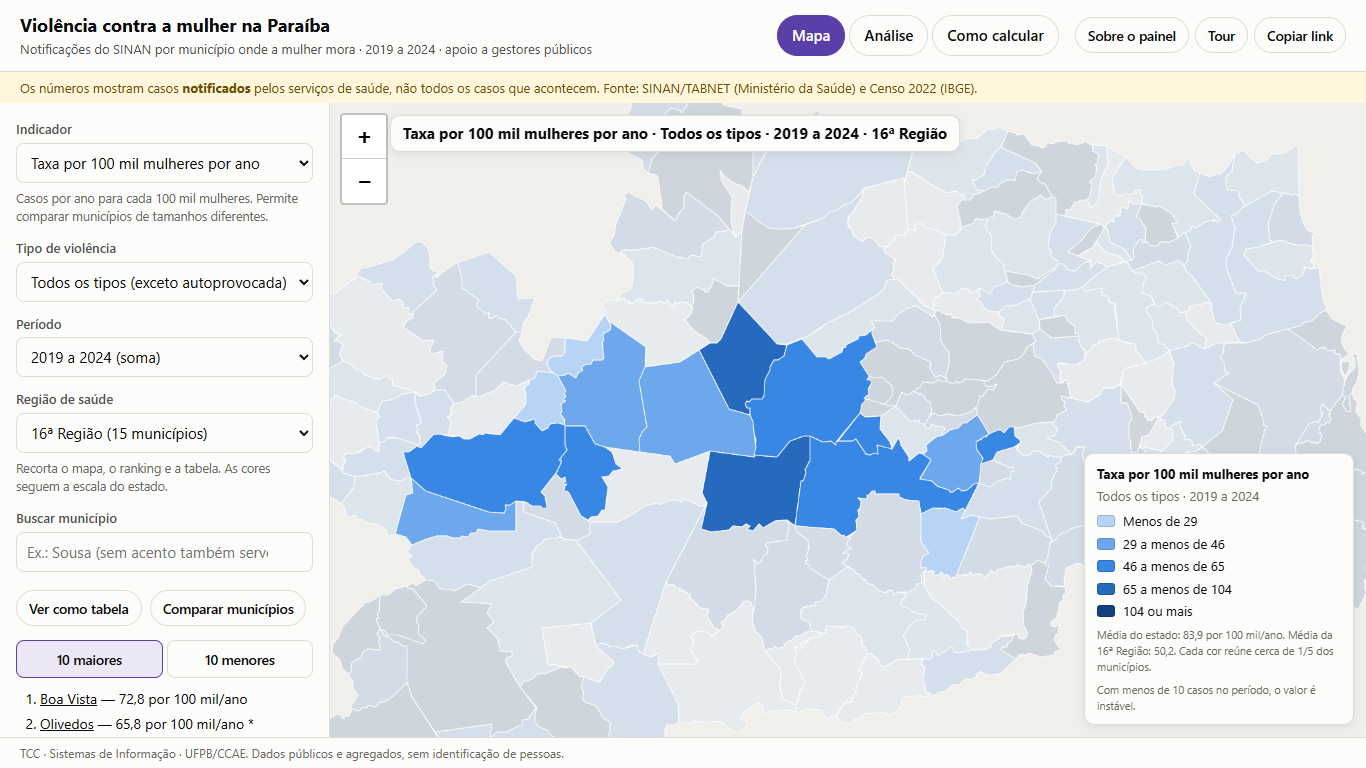 Violência contra a mulher na Paraíba
Notificações do SINAN por município onde a mulher mora · 2019 a 2024 · apoio a gestores públicos
Mapa
Análise
Como calcular
Sobre o painel
Tour
Copiar link
Os números mostram casos notificados pelos serviços de saúde, não todos os casos que acontecem. Fonte: SINAN/TABNET (Ministério da Saúde) e Censo 2022 (IBGE).
Indicador
Taxa por 100 mil mulheres por ano
Casos por ano para cada 100 mil mulheres. Permite
comparar municípios de tamanhos diferentes.
Tipo de violência
Todos os tipos (exceto autoprovocada)
Período
2019 a 2024 (soma)
Região de saúde
16ª Região (15 municípios)
Recorta o mapa, o ranking e a tabela. As cores
seguem a escala do estado.
Buscar município
Ex.: Sousa (sem acento também serve
Ver como tabela
Comparar municípios
10 maiores
10 menores
1. Boa Vista — 72,8 por 100 mil/ano
2. Olivedos — 65,8 por 100 mil/ano *
+
−
Taxa por 100 mil mulheres por ano · Todos os tipos · 2019 a 2024 · 16ª Região
Taxa por 100 mil mulheres por ano
Todos os tipos · 2019 a 2024
Menos de 29
29 a menos de 46
46 a menos de 65
65 a menos de 104
104 ou mais
Média do estado: 83,9 por 100 mil/ano. Média da
16ª Região: 50,2. Cada cor reúne cerca de 1/5 dos
municípios.
Com menos de 10 casos no período, o valor é
instável.
TCC · Sistemas de Informação · UFPB/CCAE. Dados públicos e agregados, sem identificação de pessoas.